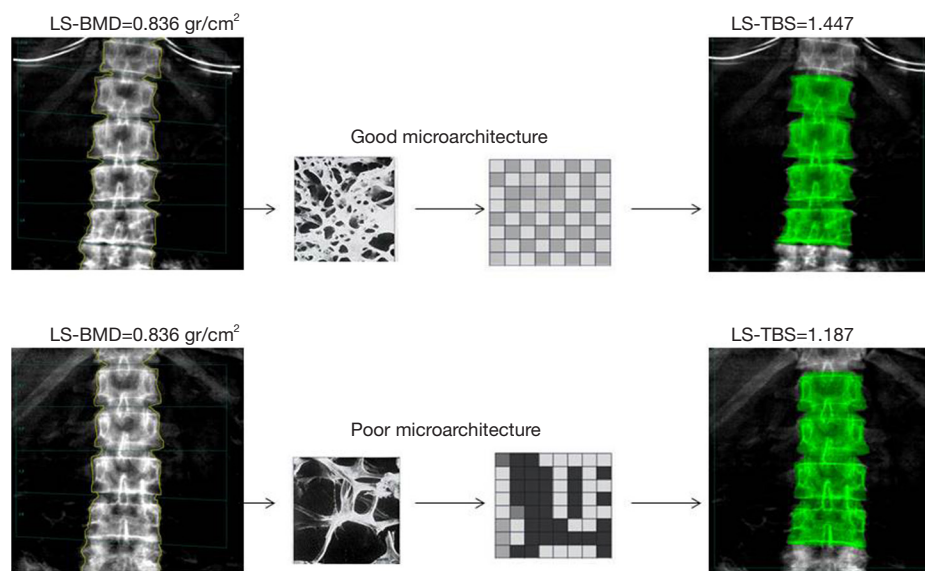 LS-BMD=0.836 gr/cm²
LS-TBS=1.447
Good microarchitecture
LS-BMD=0.836 gr/cm²
LS-TBS=1.187
Poor microarchitecture